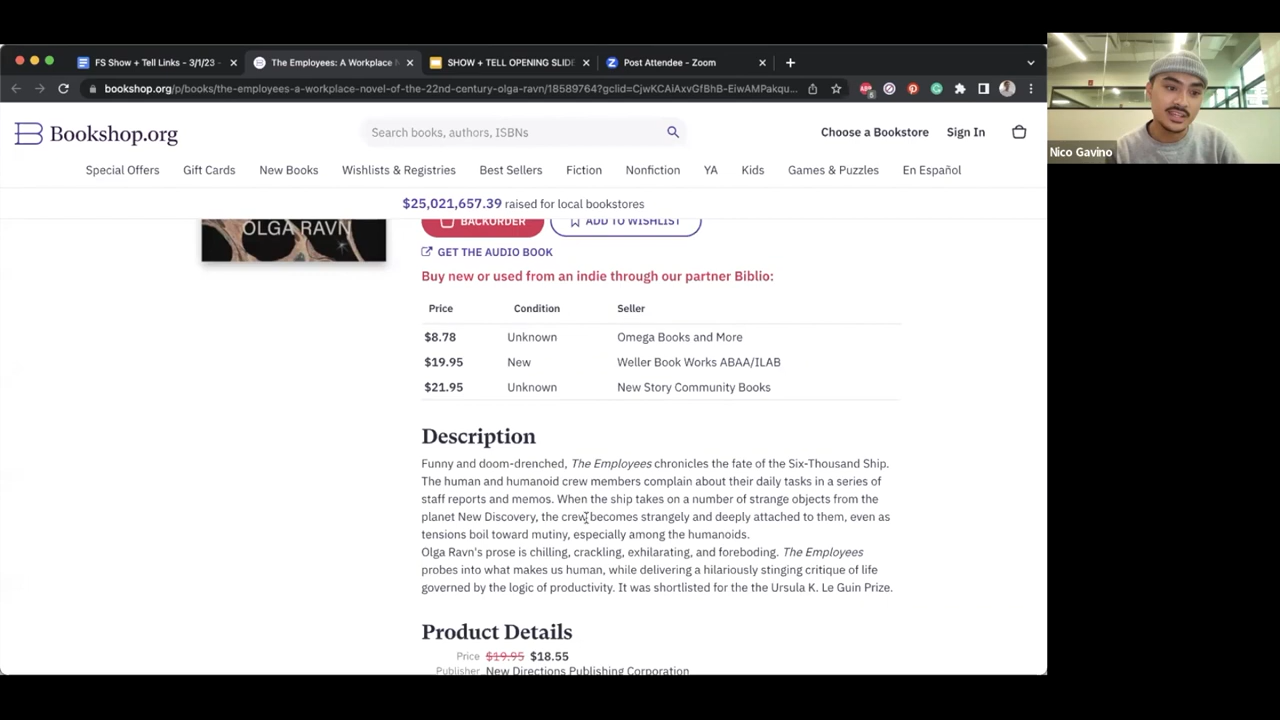 FS Show + Tell Links - 3/1/23
The Employees: A Workplace N
SHOW + TELL OPENING SLIDE
Post Attendee - Zoom
bookshop.org/p/books/the-employees-a-workplace-novel-of-the-22nd-century-olga-ravn/18589764?gclid=CjwKCAiAxvGfBhB-EiwAMPakqu...
Nico Gavino
Bookshop.org
Search books, authors, ISBNs
Choose a Bookstore
Sign In
Special Offers
Gift Cards
New Books
Wishlists & Registries
Best Sellers
Fiction
Nonfiction
YA
Kids
Games & Puzzles
En Español
$25,021,657.39 raised for local bookstores
OLGA RAVN
BACKORDER
ADD TO WISHLIST
GET THE AUDIO BOOK
Buy new or used from an indie through our partner Biblio:
Price Condition Seller
$8.78 Unknown Omega Books and More
$19.95 New Weller Book Works ABAA/ILAB
$21.95 Unknown New Story Community Books
Description
Funny and doom-drenched, The Employees chronicles the fate of the Six-Thousand Ship.
The human and humanoid crew members complain about their daily tasks in a series of
staff reports and memos. When the ship takes on a number of strange objects from the
planet New Discovery, the crew becomes strangely and deeply attached to them, even as
tensions boil toward mutiny, especially among the humanoids.
Olga Ravn's prose is chilling, crackling, exhilarating, and foreboding. The Employees
probes into what makes us human, while delivering a hilariously stinging critique of life
governed by the logic of productivity. It was shortlisted for the the Ursula K. Le Guin Prize.
Product Details
Price $19.95 $18.55
Publisher New Directions Publishing Corporation